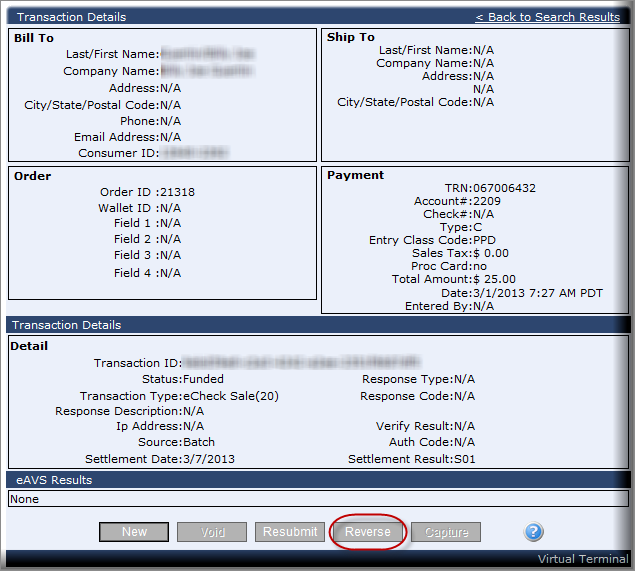 Transaction Details
< Back to Search Results
Bill To
Last/First Name:
Company Name:
Address:N/A
City/State/Postal Code:N/A
Phone:N/A
Email Address:N/A
Consumer ID:
Ship To
Last/First Name:N/A
Company Name:N/A
Address:N/A
N/A
City/State/Postal Code:N/A
Order
Order ID :21318
Wallet ID :N/A
Field 1 :N/A
Field 2 :N/A
Field 3 :N/A
Field 4 :N/A
Payment
TRN:067006432
Account#:2209
Check#:N/A
Type:C
Entry Class Code:PPD
Sales Tax:$ 0.00
Proc Card:no
Total Amount:$ 25.00
Date:3/1/2013 7:27 AM PDT
Entered By:N/A
Transaction Details
Detail
Transaction ID:
Status:Funded Response Type:N/A
Transaction Type:eCheck Sale(20) Response Code:N/A
Response Description:N/A
Ip Address:N/A Verify Result:N/A
Source:Batch Auth Code:N/A
Settlement Date:3/7/2013 Settlement Result:S01
eAVS Results
None
New Void Resubmit Reverse Capture ?
Virtual Terminal